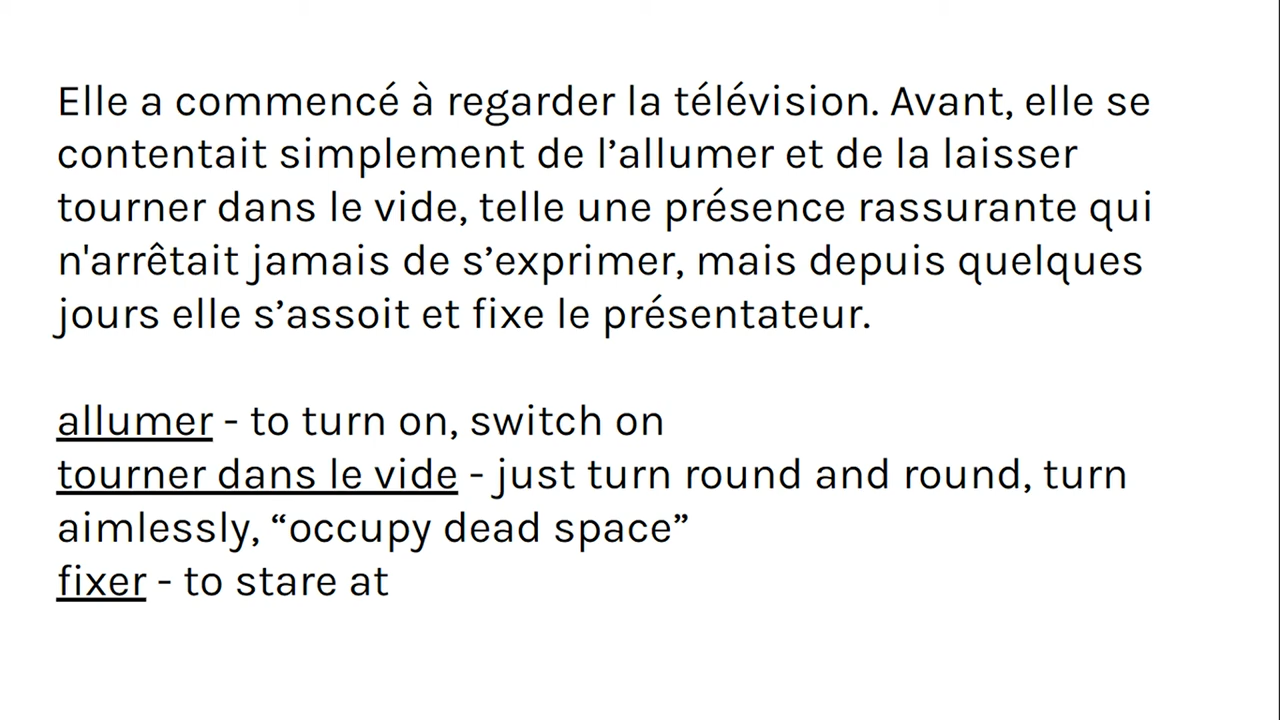 Elle a commencé à regarder la télévision. Avant, elle se
contentait simplement de l’allumer et de la laisser
tourner dans le vide, telle une présence rassurante qui
n'arrêtait jamais de s’exprimer, mais depuis quelques
jours elle s’assoit et fixe le présentateur.
allumer - to turn on, switch on
tourner dans le vide - just turn round and round, turn
aimlessly, “occupy dead space”
fixer - to stare at